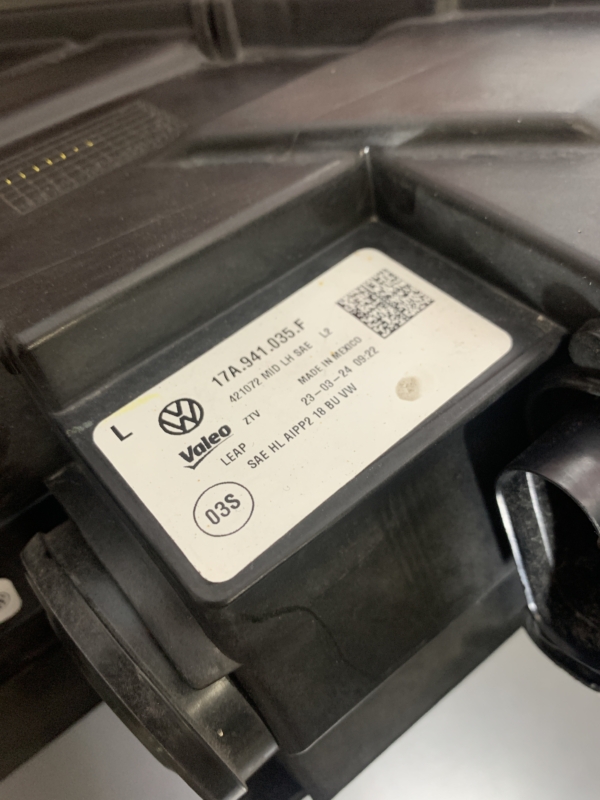 L
17A.941.035.F
421072 MID LH SAE L2
ZTV
MADE IN MEXICO
Valeo
23-03-24 09:22
LEAP
SAE HL AIPP2 18 BU VW
03S